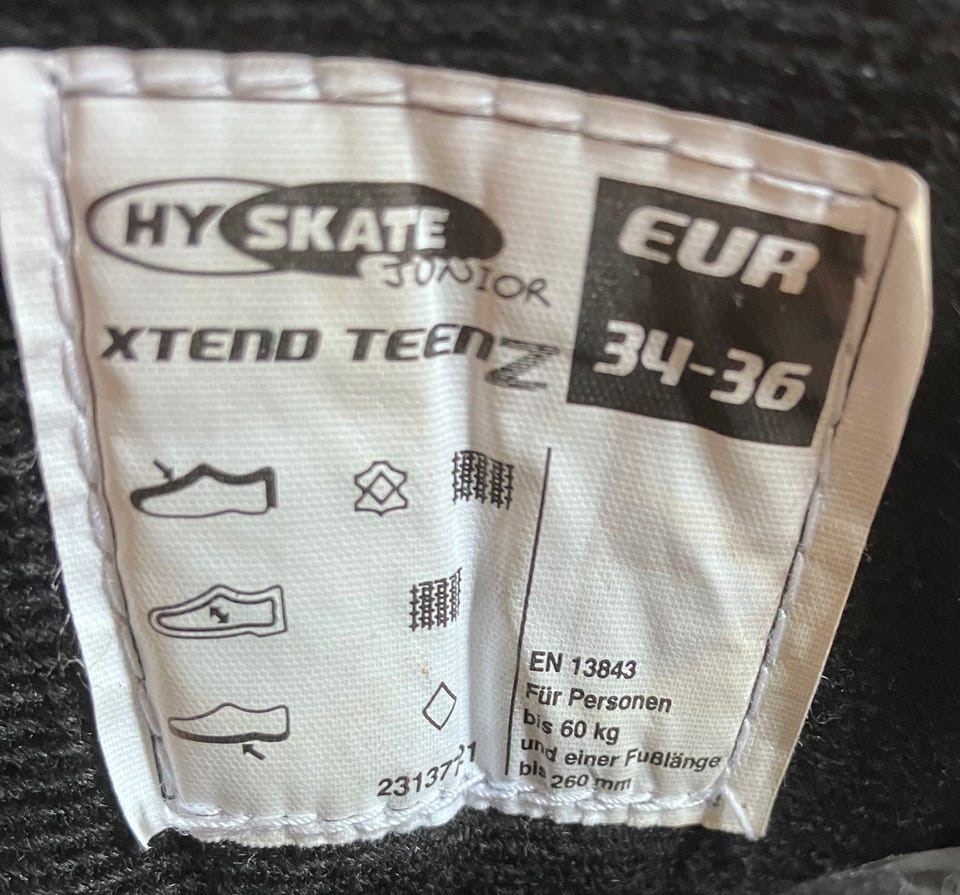 HY SKATE
JUNIOR
XTEND TEENZ
EUR
34-36
EN 13843
Für Personen
bis 60 kg
und einer Fußlänge
bis 260 mm